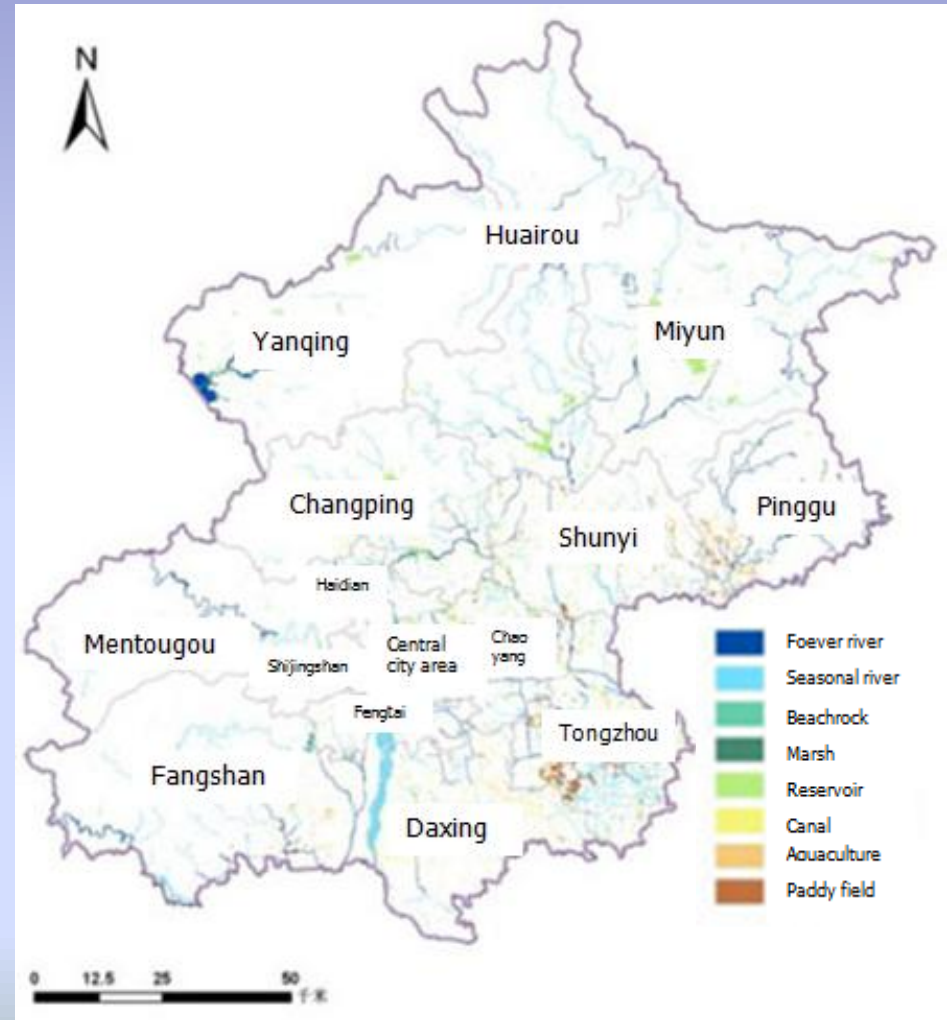 N
Huairou
Yanqing
Miyun
Changping
Pinggu
Shunyi
Haidian
Mentougou
Shijingshan
Central
city area
Chao
yang
Fengtai
Tongzhou
Fangshan
Daxing
Foever river
Seasonal river
Beachrock
Marsh
Reservoir
Canal
Aouaculture
Paddy field
0 12.5 25 50
千米